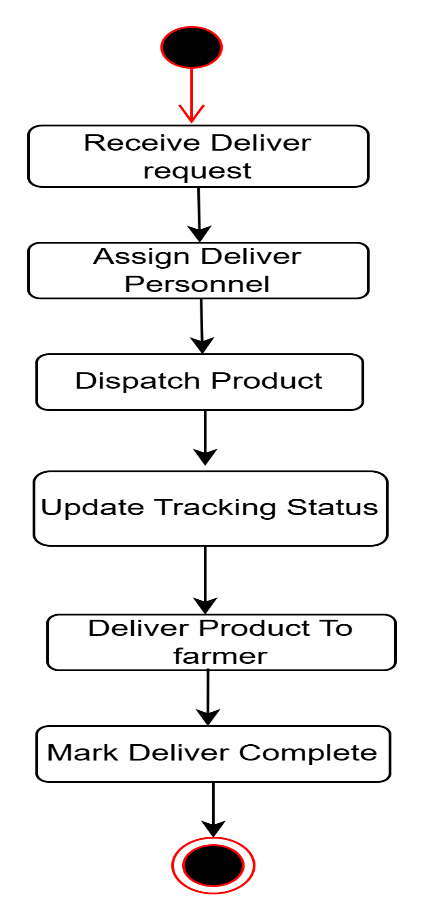 Receive Deliver
request
Assign Deliver
Personnel
Dispatch Product
Update Tracking Status
Deliver Product To
farmer
Mark Deliver Complete